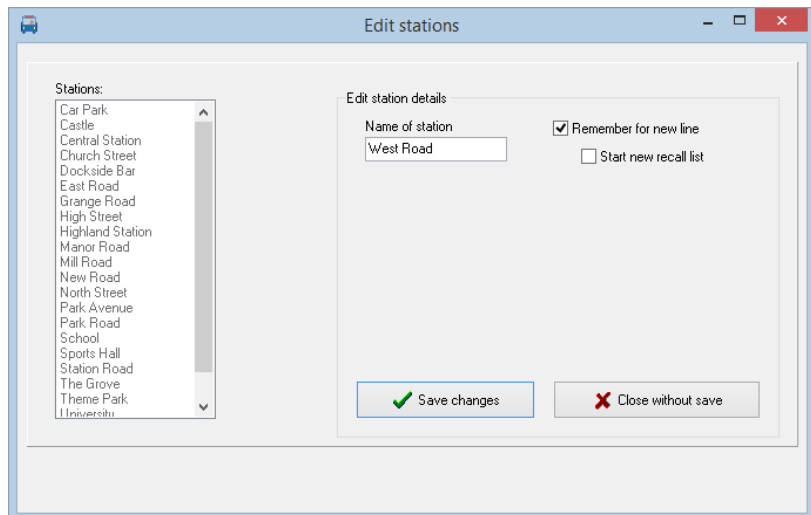 Edit stations
Stations:
Car Park
Castle
Central Station
Church Street
Dockside Bar
East Road
Grange Road
High Street
Highland Station
Manor Road
Mill Road
New Road
North Street
Park Avenue
Park Road
School
Sports Hall
Station Road
The Grove
Theme Park
University
Edit station details
Name of station
West Road
Remember for new line
Start new recall list
Save changes
Close without save